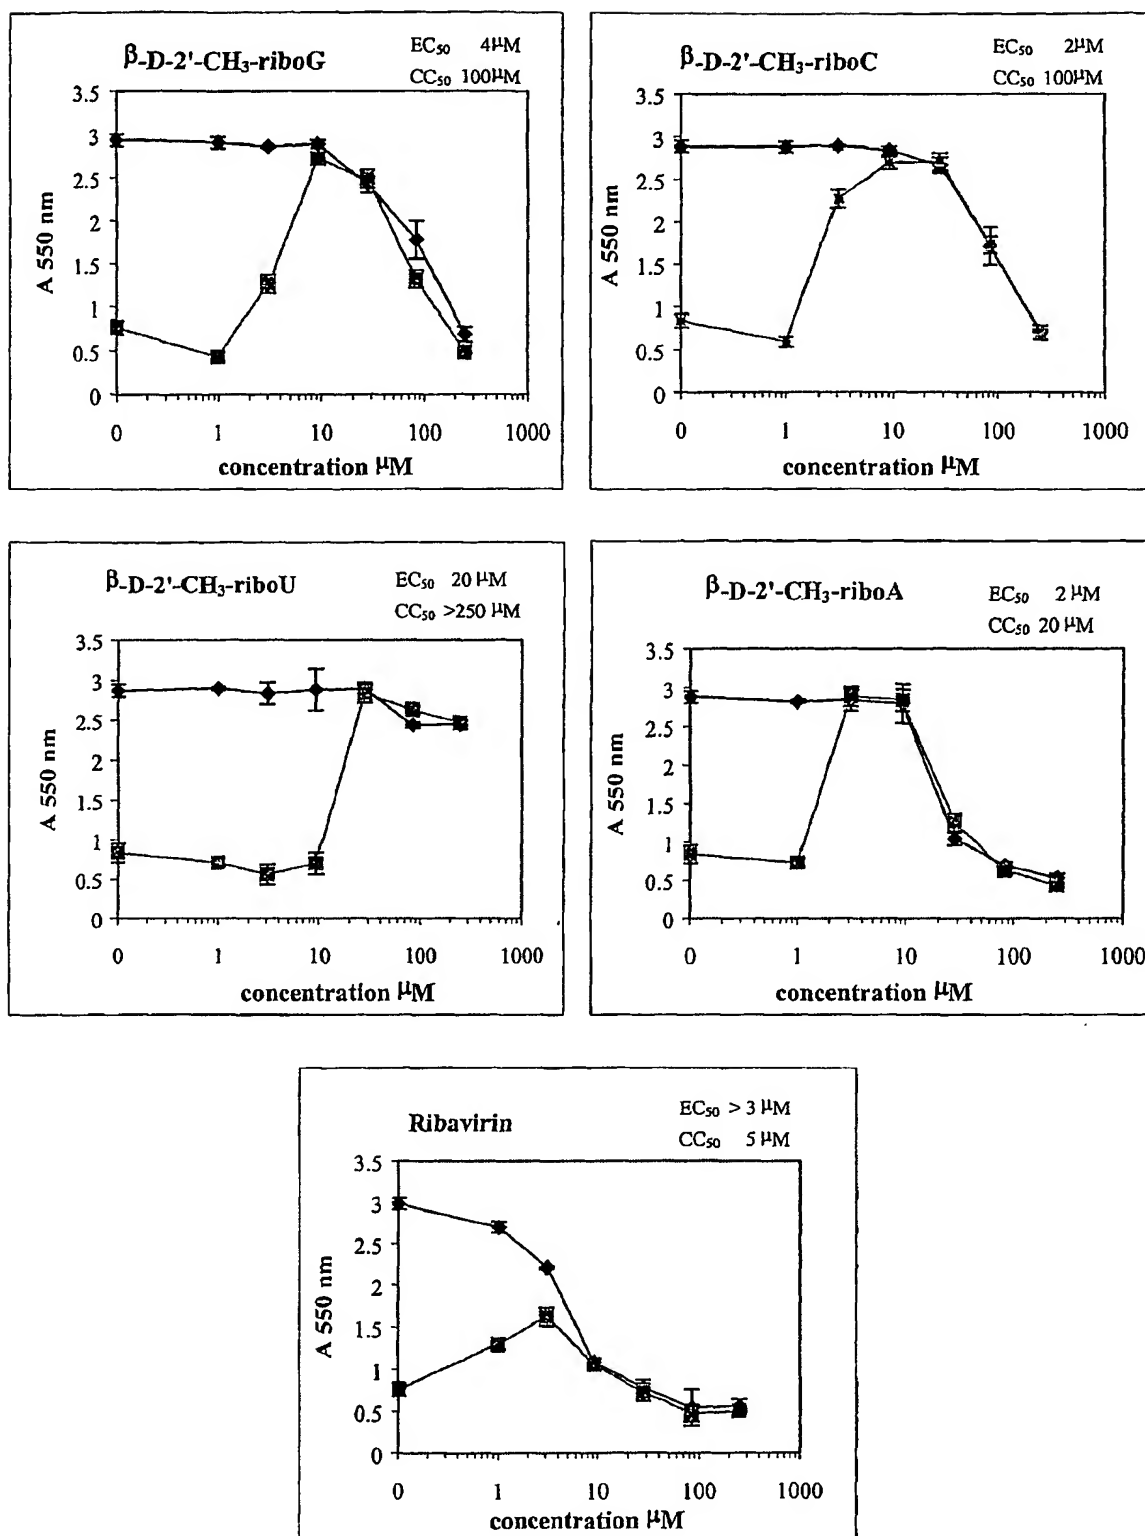 β-D-2'-CH₃-riboG
EC₅₀ 4µM
CC₅₀ 100µM
3.5
3
2.5
2
1.5
1
0.5
0
A 550 nm
0 1 10 100 1000
concentration µM
β-D-2'-CH₃-riboC
EC₅₀ 2µM
CC₅₀ 100µM
3.5
3
2.5
2
1.5
1
0.5
0
A 550 nm
0 1 10 100 1000
concentration µM
β-D-2'-CH₃-riboU
EC₅₀ 20 µM
CC₅₀ >250 µM
3.5
3
2.5
2
1.5
1
0.5
0
A 550 nm
0 1 10 100 1000
concentration µM
β-D-2'-CH₃-riboA
EC₅₀ 2 µM
CC₅₀ 20 µM
3.5
3
2.5
2
1.5
1
0.5
0
A 550 nm
0 1 10 100 1000
concentration µM
Ribavirin
EC₅₀ > 3 µM
CC₅₀ 5 µM
3.5
3
2.5
2
1.5
1
0.5
0
A 550 nm
0 1 10 100 1000
concentration µM